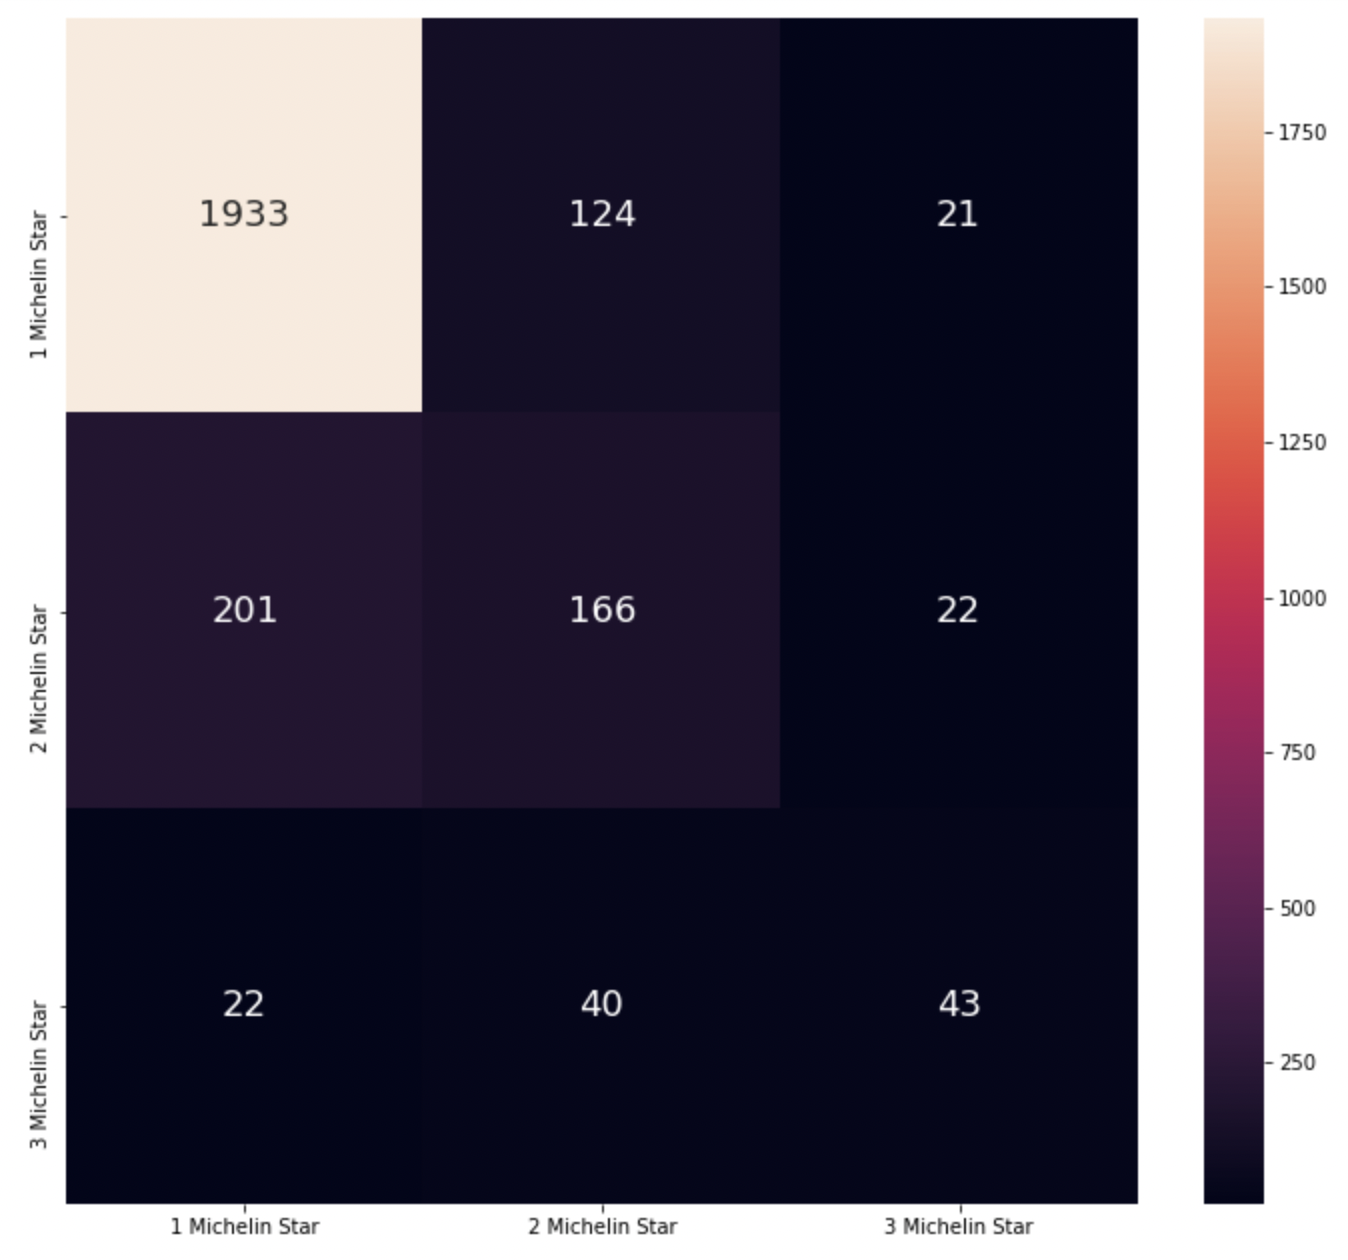 1933 124 21
201 166 22
22 40 43
1 Michelin Star
2 Michelin Star
3 Michelin Star
1 Michelin Star 2 Michelin Star 3 Michelin Star
1750
1500
1250
1000
750
500
250